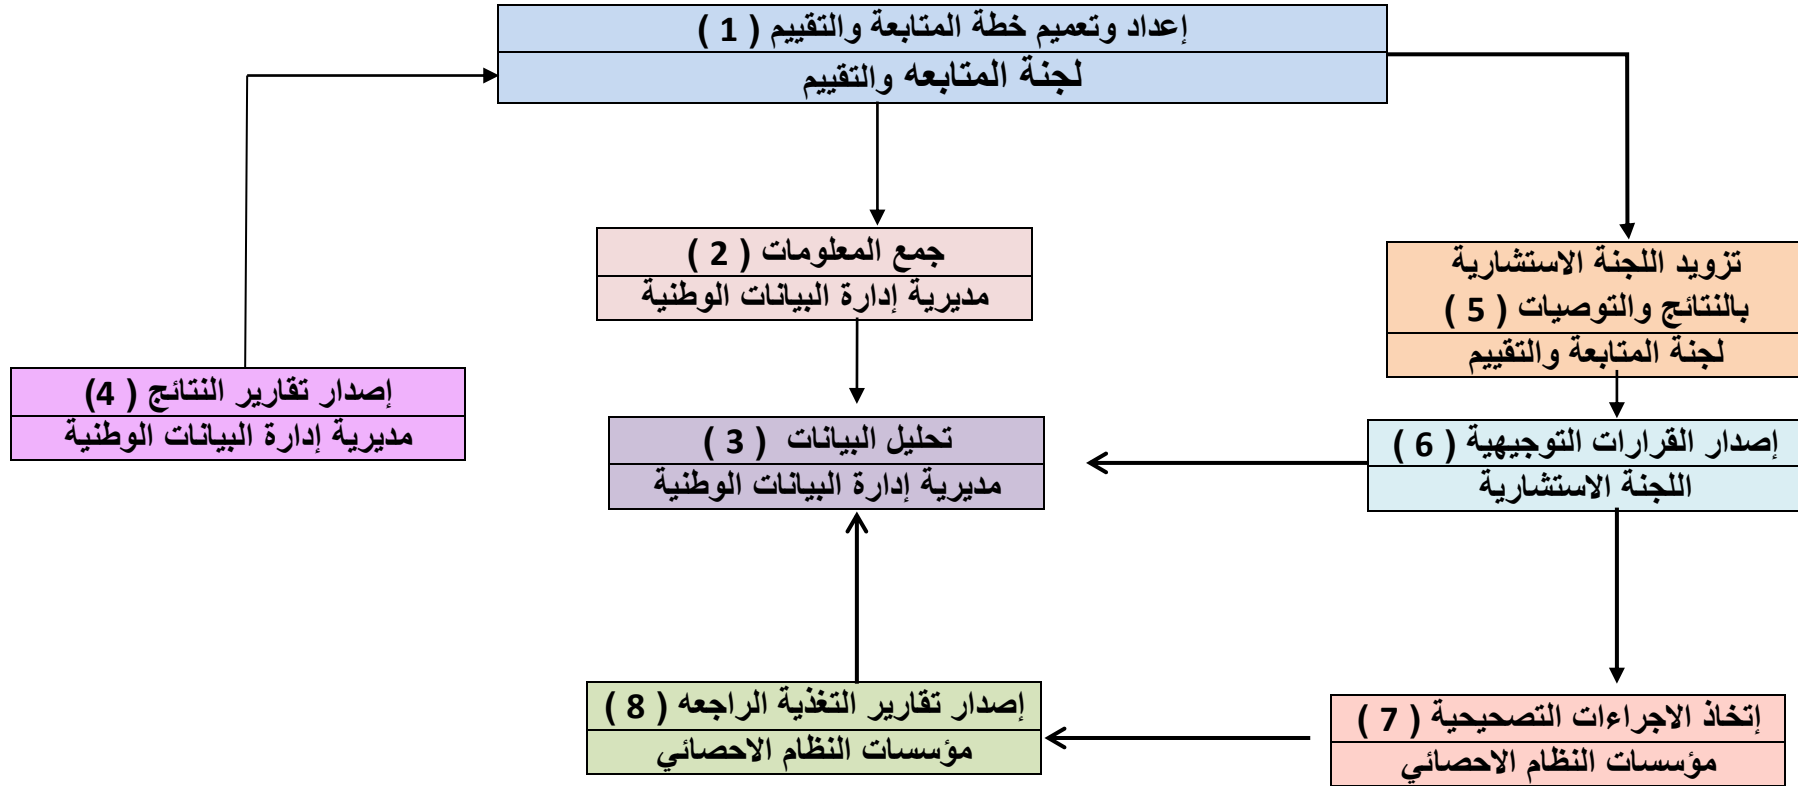 إعداد وتعميم خطة المتابعة والتقييم ( 1 )
لجنة المتابعه والتقييم
جمع المعلومات ( 2 )
مديرية إدارة البيانات الوطنية
تزويد اللجنة الاستشارية
بالنتائج والتوصيات ( 5 )
لجنة المتابعة والتقييم
إصدار تقارير النتائج ( 4)
مديرية إدارة البيانات الوطنية
تحليل البيانات ( 3 )
مديرية إدارة البيانات الوطنية
إصدار القرارات التوجيهية ( 6 )
اللجنة الاستشارية
إصدار تقارير التغذية الراجعه ( 8 )
مؤسسات النظام الاحصائي
إتخاذ الاجراءات التصحيحية ( 7 )
مؤسسات النظام الاحصائي